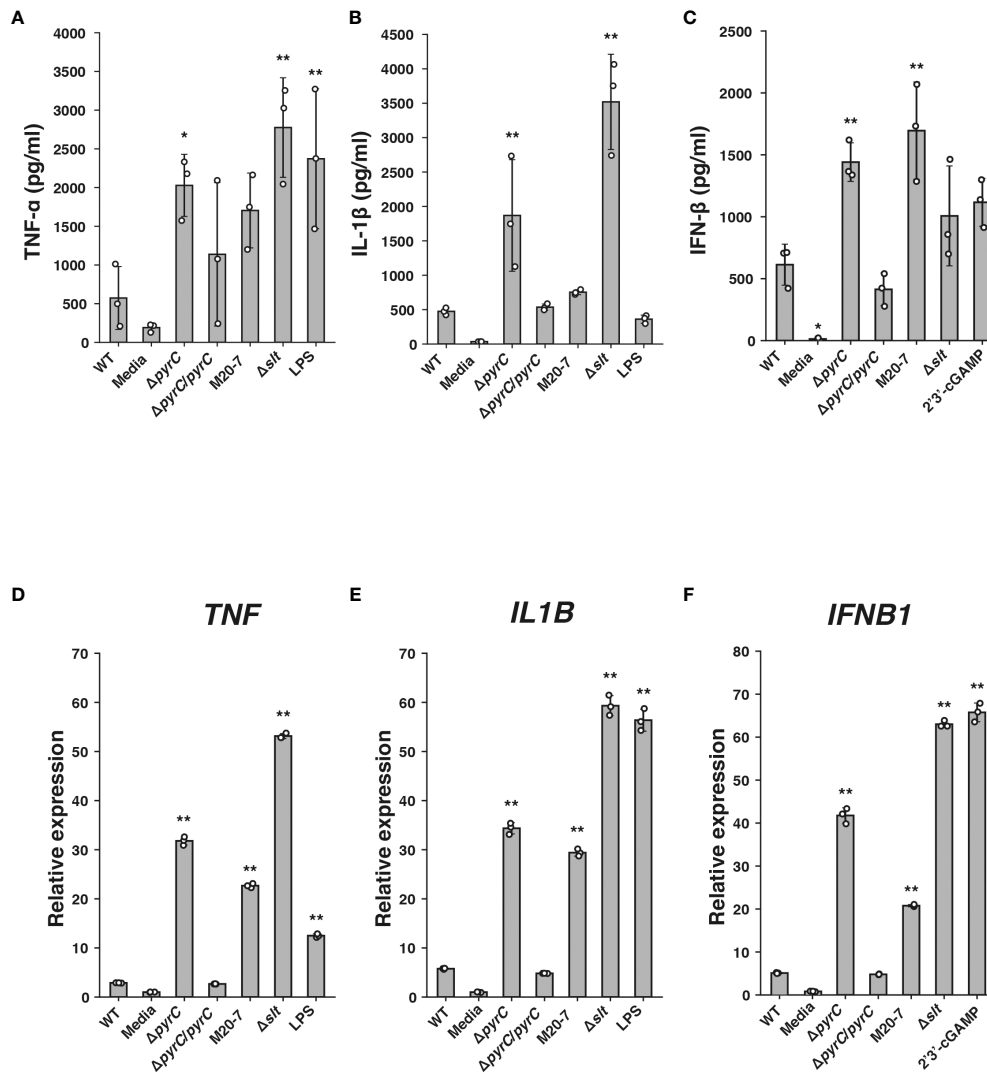 A
TNF-α (pg/ml)
4000
3500
3000
2500
2000
1500
1000
500
0
*
**
**
WT
Media
ΔpyrC
ΔpyrC/pyrC
M20-7
Δslt
LPS
B
IL-1β (pg/ml)
4500
4000
3500
3000
2500
2000
1500
1000
500
0
**
**
WT
Media
ΔpyrC
ΔpyrC/pyrC
M20-7
Δslt
LPS
C
IFN-β (pg/ml)
2500
2000
1500
1000
500
0
*
**
**
WT
Media
ΔpyrC
ΔpyrC/pyrC
M20-7
Δslt
2’3’-cGAMP
D
TNF
Relative expression
70
60
50
40
30
20
10
0
**
**
**
**
WT
Media
ΔpyrC
ΔpyrC/pyrC
M20-7
Δslt
LPS
E
IL1B
Relative expression
70
60
50
40
30
20
10
0
**
**
**
**
WT
Media
ΔpyrC
ΔpyrC/pyrC
M20-7
Δslt
LPS
F
IFNB1
Relative expression
80
70
60
50
40
30
20
10
0
**
**
**
**
WT
Media
ΔpyrC
ΔpyrC/pyrC
M20-7
Δslt
2’3’-cGAMP